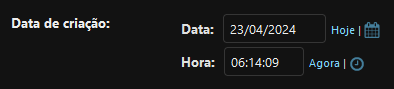 Data de criação: Data: 23/04/2024 Hoje |
Hora: 06:14:09 Agora |